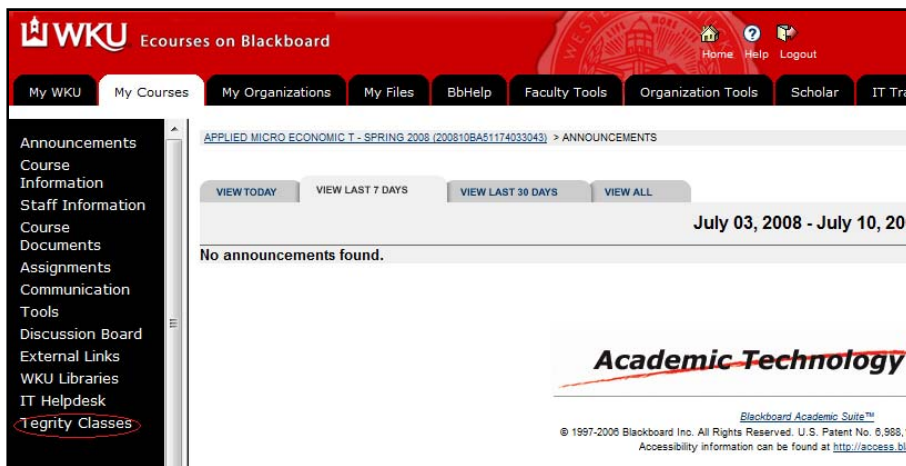 WKU Ecourses on Blackboard
Home Help Logout
My WKU My Courses My Organizations My Files BbHelp Faculty Tools Organization Tools Scholar IT Tra
Announcements
Course
Information
Staff Information
Course
Documents
Assignments
Communication
Tools
Discussion Board
External Links
WKU Libraries
IT Helpdesk
Tegrity Classes
APPLIED MICRO ECONOMIC T - SPRING 2008 (200810BA51174033043) > ANNOUNCEMENTS
VIEW TODAY VIEW LAST 7 DAYS VIEW LAST 30 DAYS VIEW ALL
July 03, 2008 - July 10, 20
No announcements found.
Academic Technology
Blackboard Academic Suite™
© 1997-2006 Blackboard Inc. All Rights Reserved. U.S. Patent No. 6,988,
Accessibility information can be found at http://access.bl